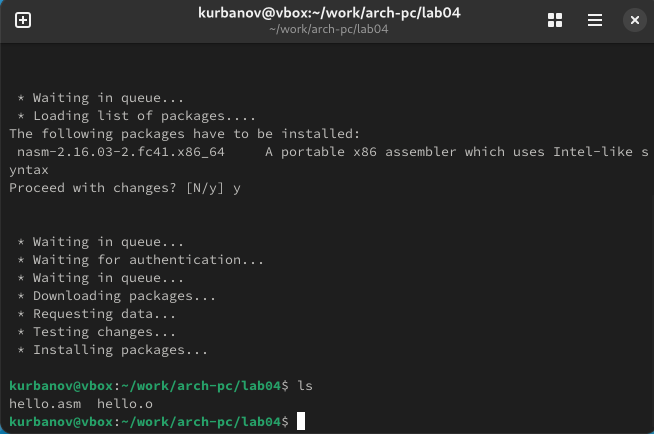 kurbanov@vbox:~/work/arch-pc/lab04
~/work/arch-pc/lab04
* Waiting in queue...
* Loading list of packages....
The following packages have to be installed:
nasm-2.16.03-2.fc41.x86_64     A portable x86 assembler which uses Intel-like s
yntax
Proceed with changes? [N/y] y
* Waiting in queue...
* Waiting for authentication...
* Waiting in queue...
* Downloading packages...
* Requesting data...
* Testing changes...
* Installing packages...
kurbanov@vbox:~/work/arch-pc/lab04$ ls
hello.asm  hello.o
kurbanov@vbox:~/work/arch-pc/lab04$